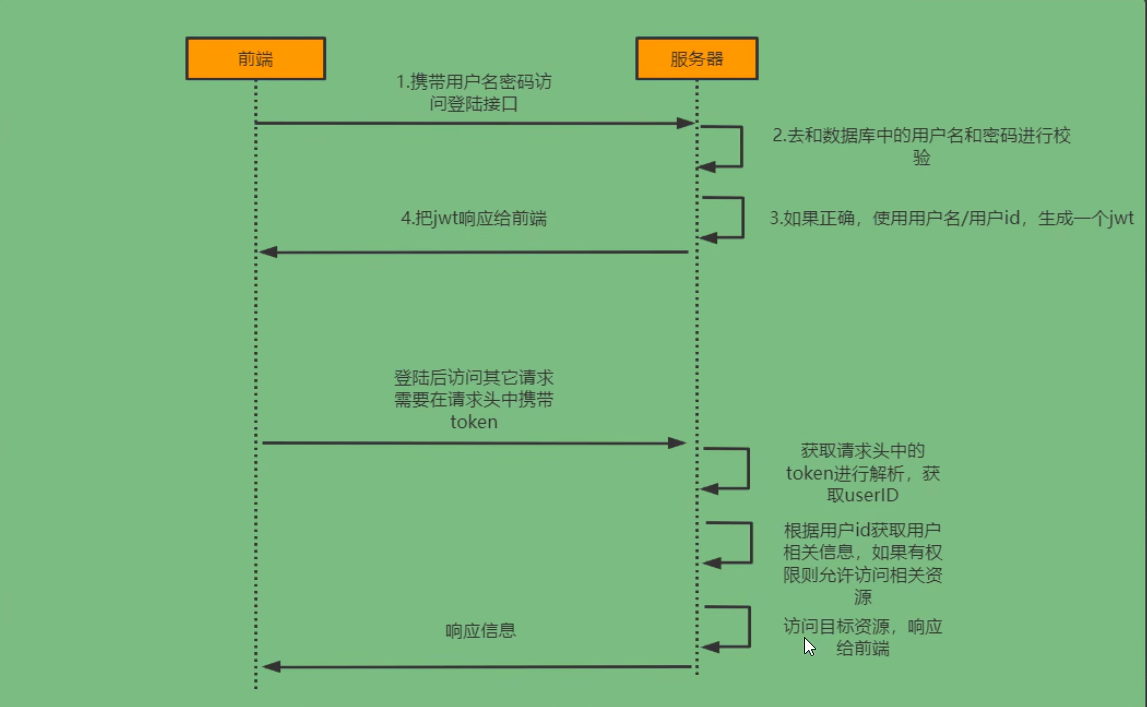 前端
服务器
1.携带用户名密码访
问登陆接口
2.去和数据库中的用户名和密码进行校
验
3.如果正确，使用用户名/用户id，生成一个jwt
4.把jwt响应给前端
登陆后访问其它请求
需要在请求头中携带
token
获取请求头中的
token进行解析，获
取userID
根据用户id获取用户
相关信息，如果有权
限则允许访问相关资
源
访问目标资源，响应
给前端
响应信息